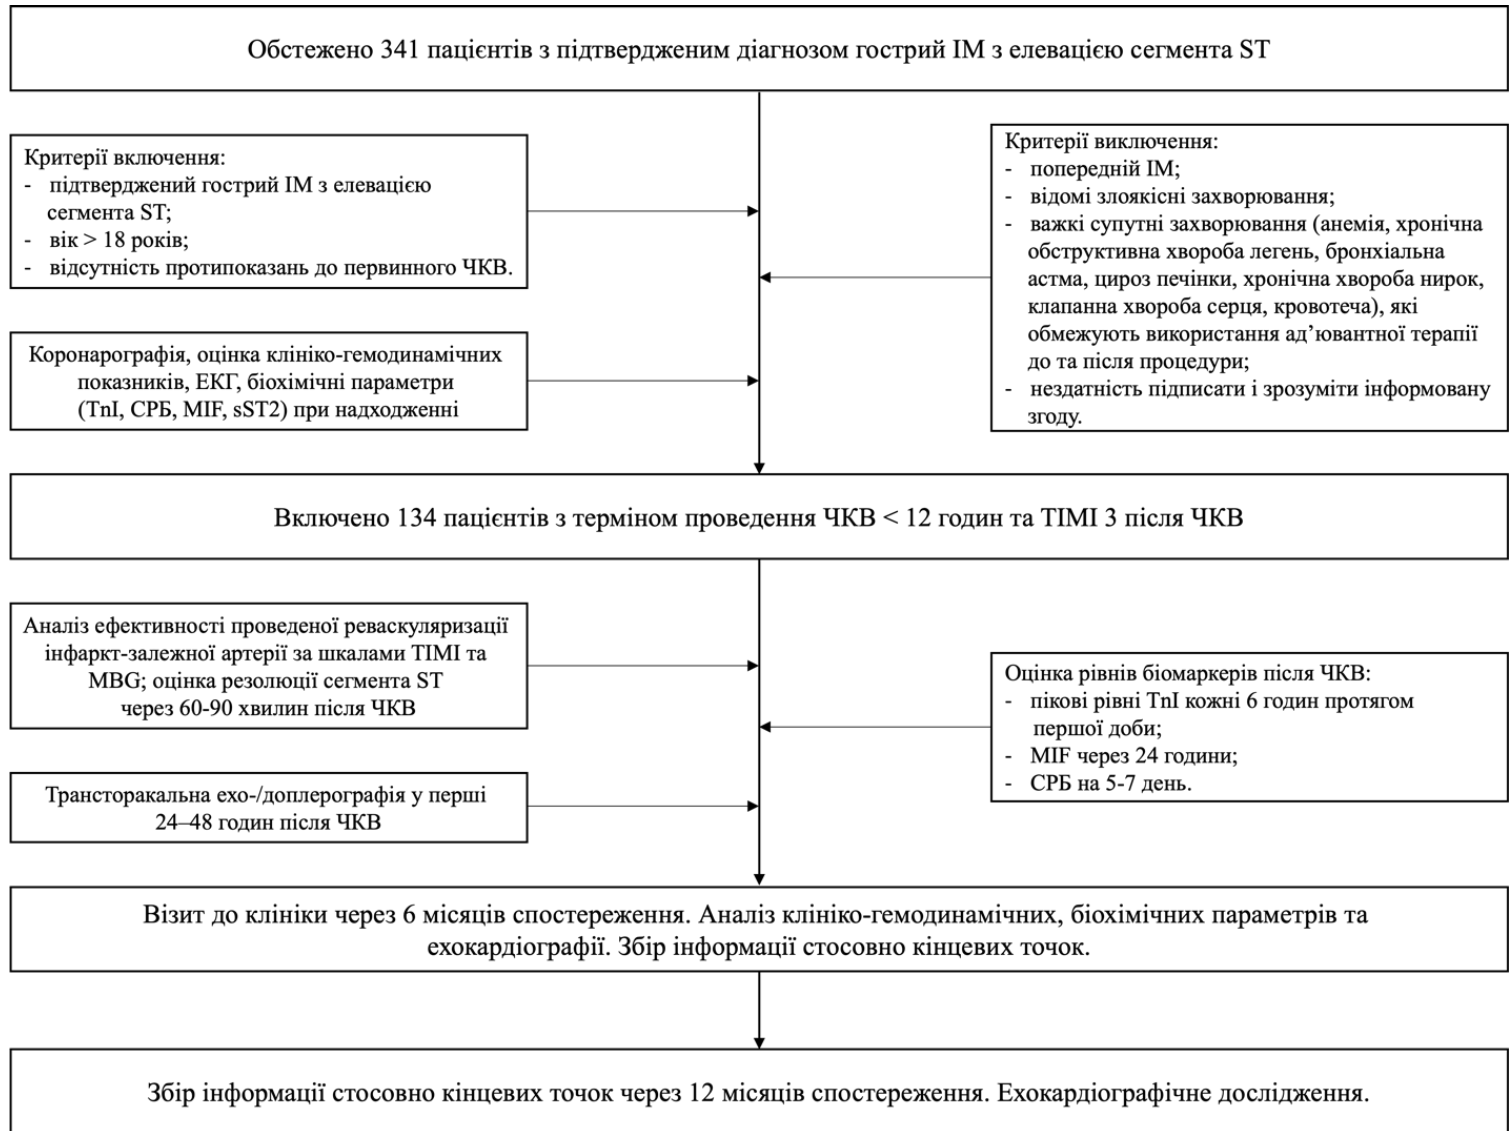 Обстежено 341 пацієнтів з підтвердженим діагнозом гострий ІМ з елевацією сегмента ST
Критерії включення:
- підтверджений гострий ІМ з елевацією
сегмента ST;
- вік > 18 років;
- відсутність протипоказань до первинного ЧКВ.
Критерії виключення:
- попередній ІМ;
- відомі злоякісні захворювання;
- важкі супутні захворювання (анемія, хронічна
обструктивна хвороба легень, бронхіальна
астма, цироз печінки, хронічна хвороба нирок,
клапанна хвороба серця, кровотеча), які
обмежують використання ад’ювантної терапії
до та після процедури;
- нездатність підписати і зрозуміти інформовану
згоду.
Коронарографія, оцінка клініко-гемодинамічних
показників, ЕКГ, біохімічні параметри
(TnI, СРБ, MIF, sST2) при надходженні
Включено 134 пацієнтів з терміном проведення ЧКВ < 12 годин та TIMI 3 після ЧКВ
Аналіз ефективності проведеної реваскуляризації
інфаркт-залежної артерії за шкалами TIMI та
MBG; оцінка резолюції сегмента ST
через 60-90 хвилин після ЧКВ
Оцінка рівнів біомаркерів після ЧКВ:
- пікові рівні TnI кожні 6 годин протягом
першої доби;
- MIF через 24 години;
- СРБ на 5-7 день.
Трансторакальна ехо-/доплерографія у перші
24–48 годин після ЧКВ
Візит до клініки через 6 місяців спостереження. Аналіз клініко-гемодинамічних, біохімічних параметрів та
ехокардіографії. Збір інформації стосовно кінцевих точок.
Збір інформації стосовно кінцевих точок через 12 місяців спостереження. Ехокардіографічне дослідження.